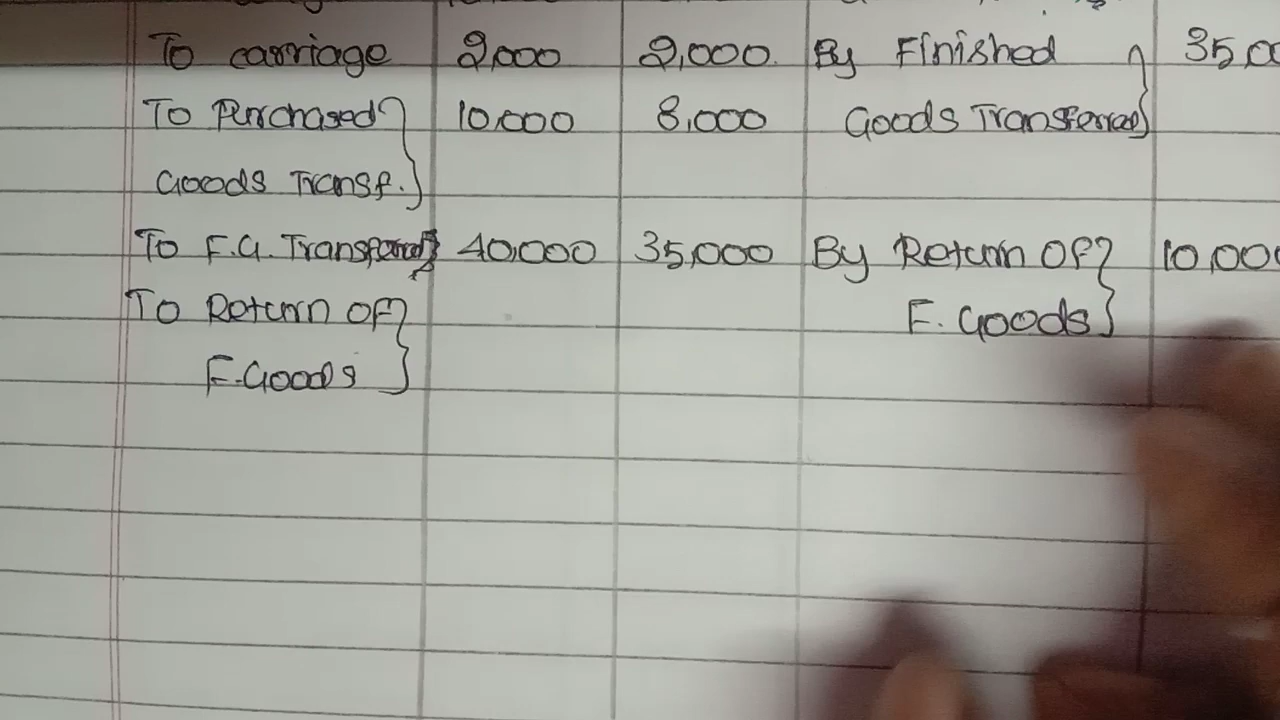 To carriage 2,000 2,000. By Finished 35,00
To Purchased 10,000 8,000 Goods Transferred
Goods Transf.
To F.G. Transferred 40,000 35,000 By Return OF 10,000
To Return OF F. Goods
F.Goods